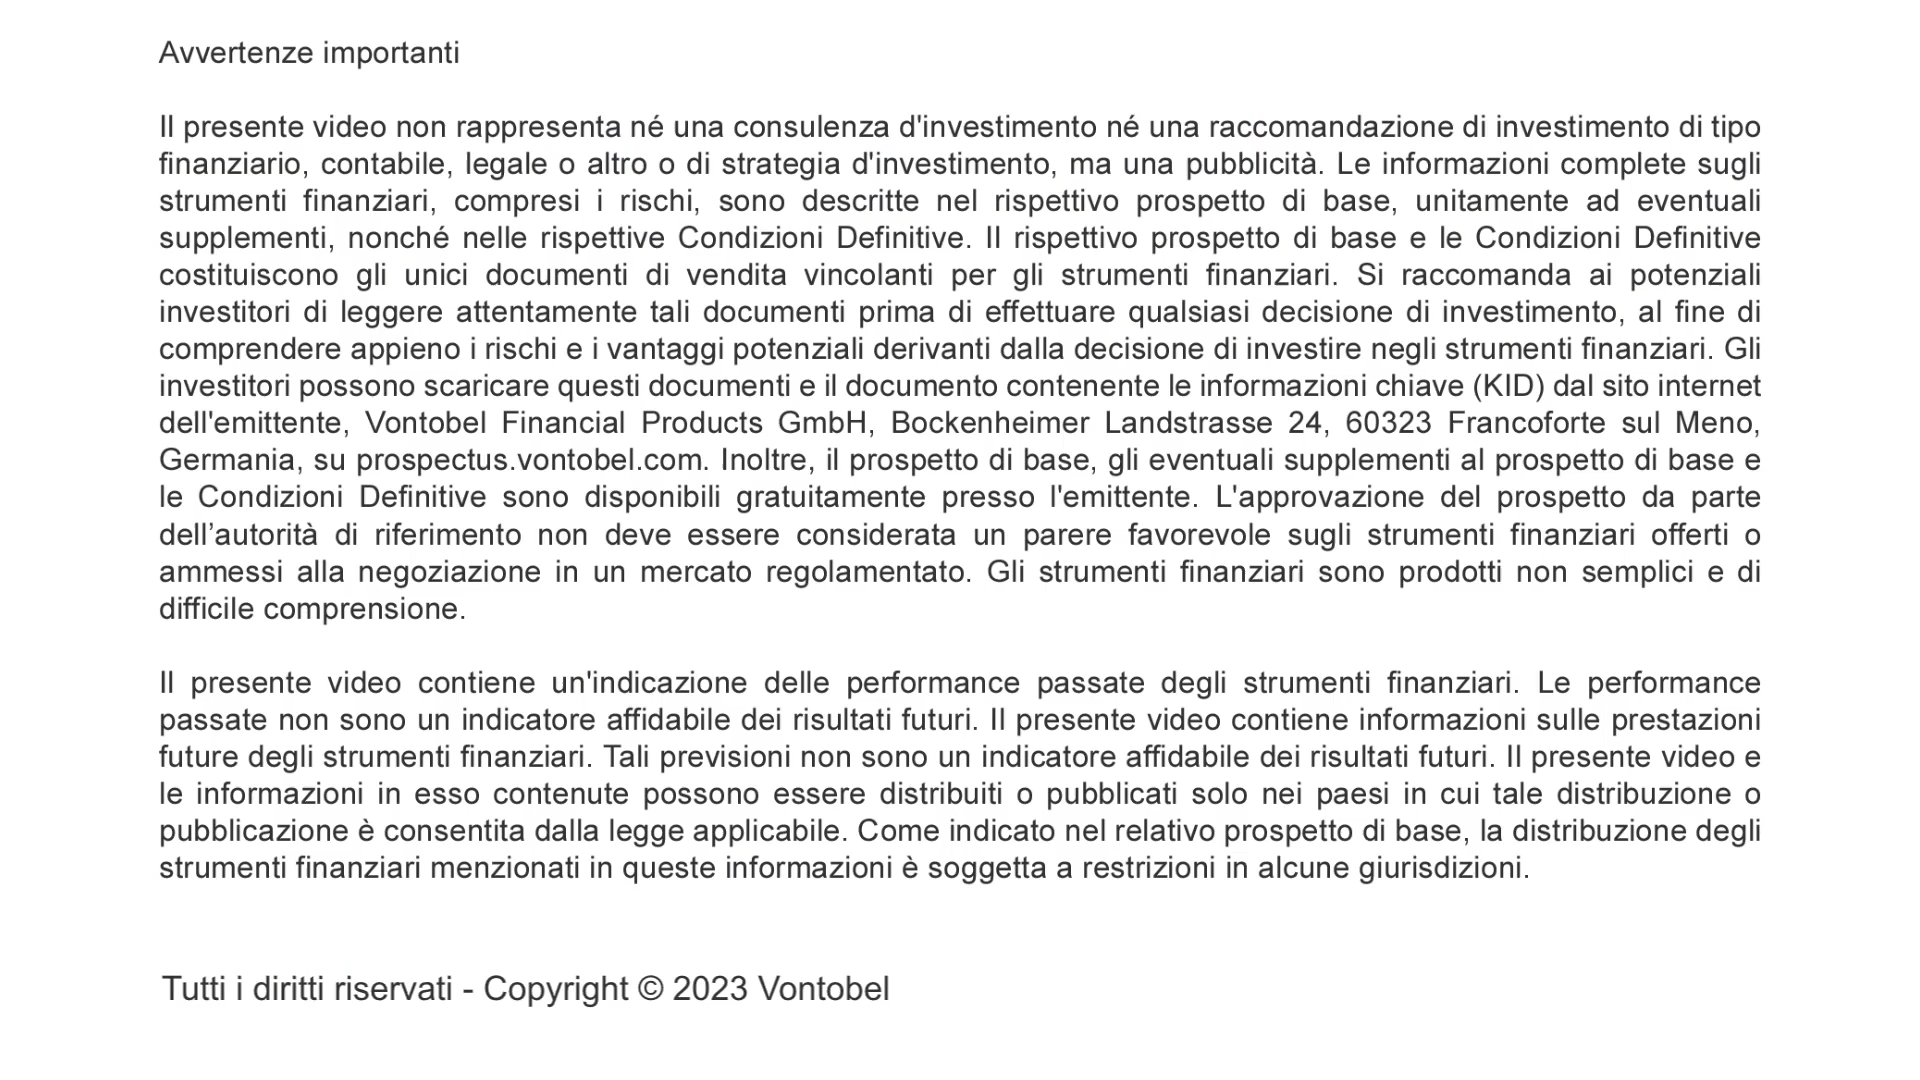 Avvertenze importanti
Il presente video non rappresenta né una consulenza d'investimento né una raccomandazione di investimento di tipo
finanziario, contabile, legale o altro o di strategia d'investimento, ma una pubblicità. Le informazioni complete sugli
strumenti finanziari, compresi i rischi, sono descritte nel rispettivo prospetto di base, unitamente ad eventuali
supplementi, nonché nelle rispettive Condizioni Definitive. Il rispettivo prospetto di base e le Condizioni Definitive
costituiscono gli unici documenti di vendita vincolanti per gli strumenti finanziari. Si raccomanda ai potenziali
investitori di leggere attentamente tali documenti prima di effettuare qualsiasi decisione di investimento, al fine di
comprendere appieno i rischi e i vantaggi potenziali derivanti dalla decisione di investire negli strumenti finanziari. Gli
investitori possono scaricare questi documenti e il documento contenente le informazioni chiave (KID) dal sito internet
dell'emittente, Vontobel Financial Products GmbH, Bockenheimer Landstrasse 24, 60323 Francoforte sul Meno,
Germania, su prospectus.vontobel.com. Inoltre, il prospetto di base, gli eventuali supplementi al prospetto di base e
le Condizioni Definitive sono disponibili gratuitamente presso l'emittente. L'approvazione del prospetto da parte
dell’autorità di riferimento non deve essere considerata un parere favorevole sugli strumenti finanziari offerti o
ammessi alla negoziazione in un mercato regolamentato. Gli strumenti finanziari sono prodotti non semplici e di
difficile comprensione.
Il presente video contiene un'indicazione delle performance passate degli strumenti finanziari. Le performance
passate non sono un indicatore affidabile dei risultati futuri. Il presente video contiene informazioni sulle prestazioni
future degli strumenti finanziari. Tali previsioni non sono un indicatore affidabile dei risultati futuri. Il presente video e
le informazioni in esso contenute possono essere distribuiti o pubblicati solo nei paesi in cui tale distribuzione o
pubblicazione è consentita dalla legge applicabile. Come indicato nel relativo prospetto di base, la distribuzione degli
strumenti finanziari menzionati in queste informazioni è soggetta a restrizioni in alcune giurisdizioni.
Tutti i diritti riservati - Copyright © 2023 Vontobel